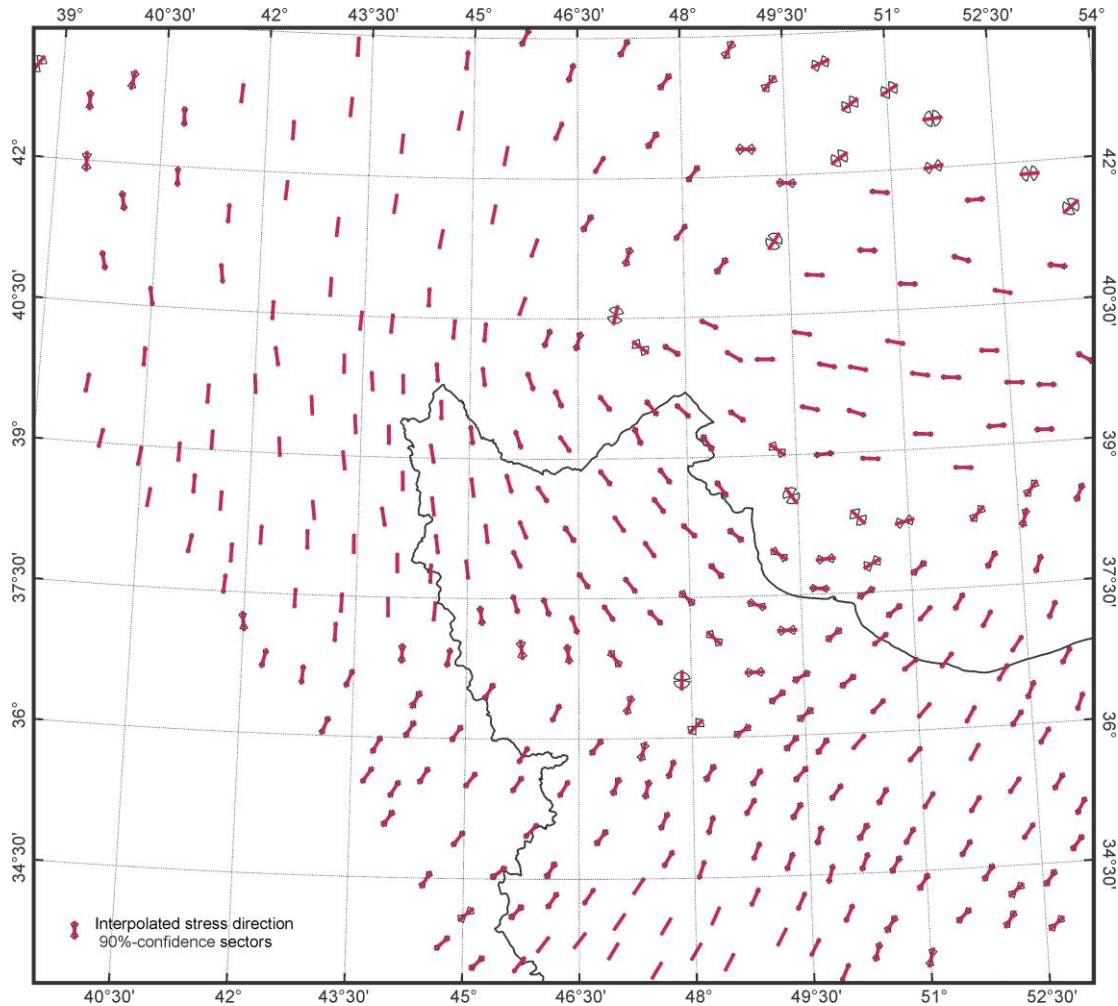 39° 40°30' 42° 43°30' 45° 46°30' 48° 49°30' 51° 52°30' 54°
42° 42°
40°30' 40°30'
39° 39°
37°30' 37°30'
36° 36°
34°30' 34°30'
Interpolated stress direction
90%-confidence sectors
40°30' 42° 43°30' 45° 46°30' 48° 49°30' 51° 52°30'